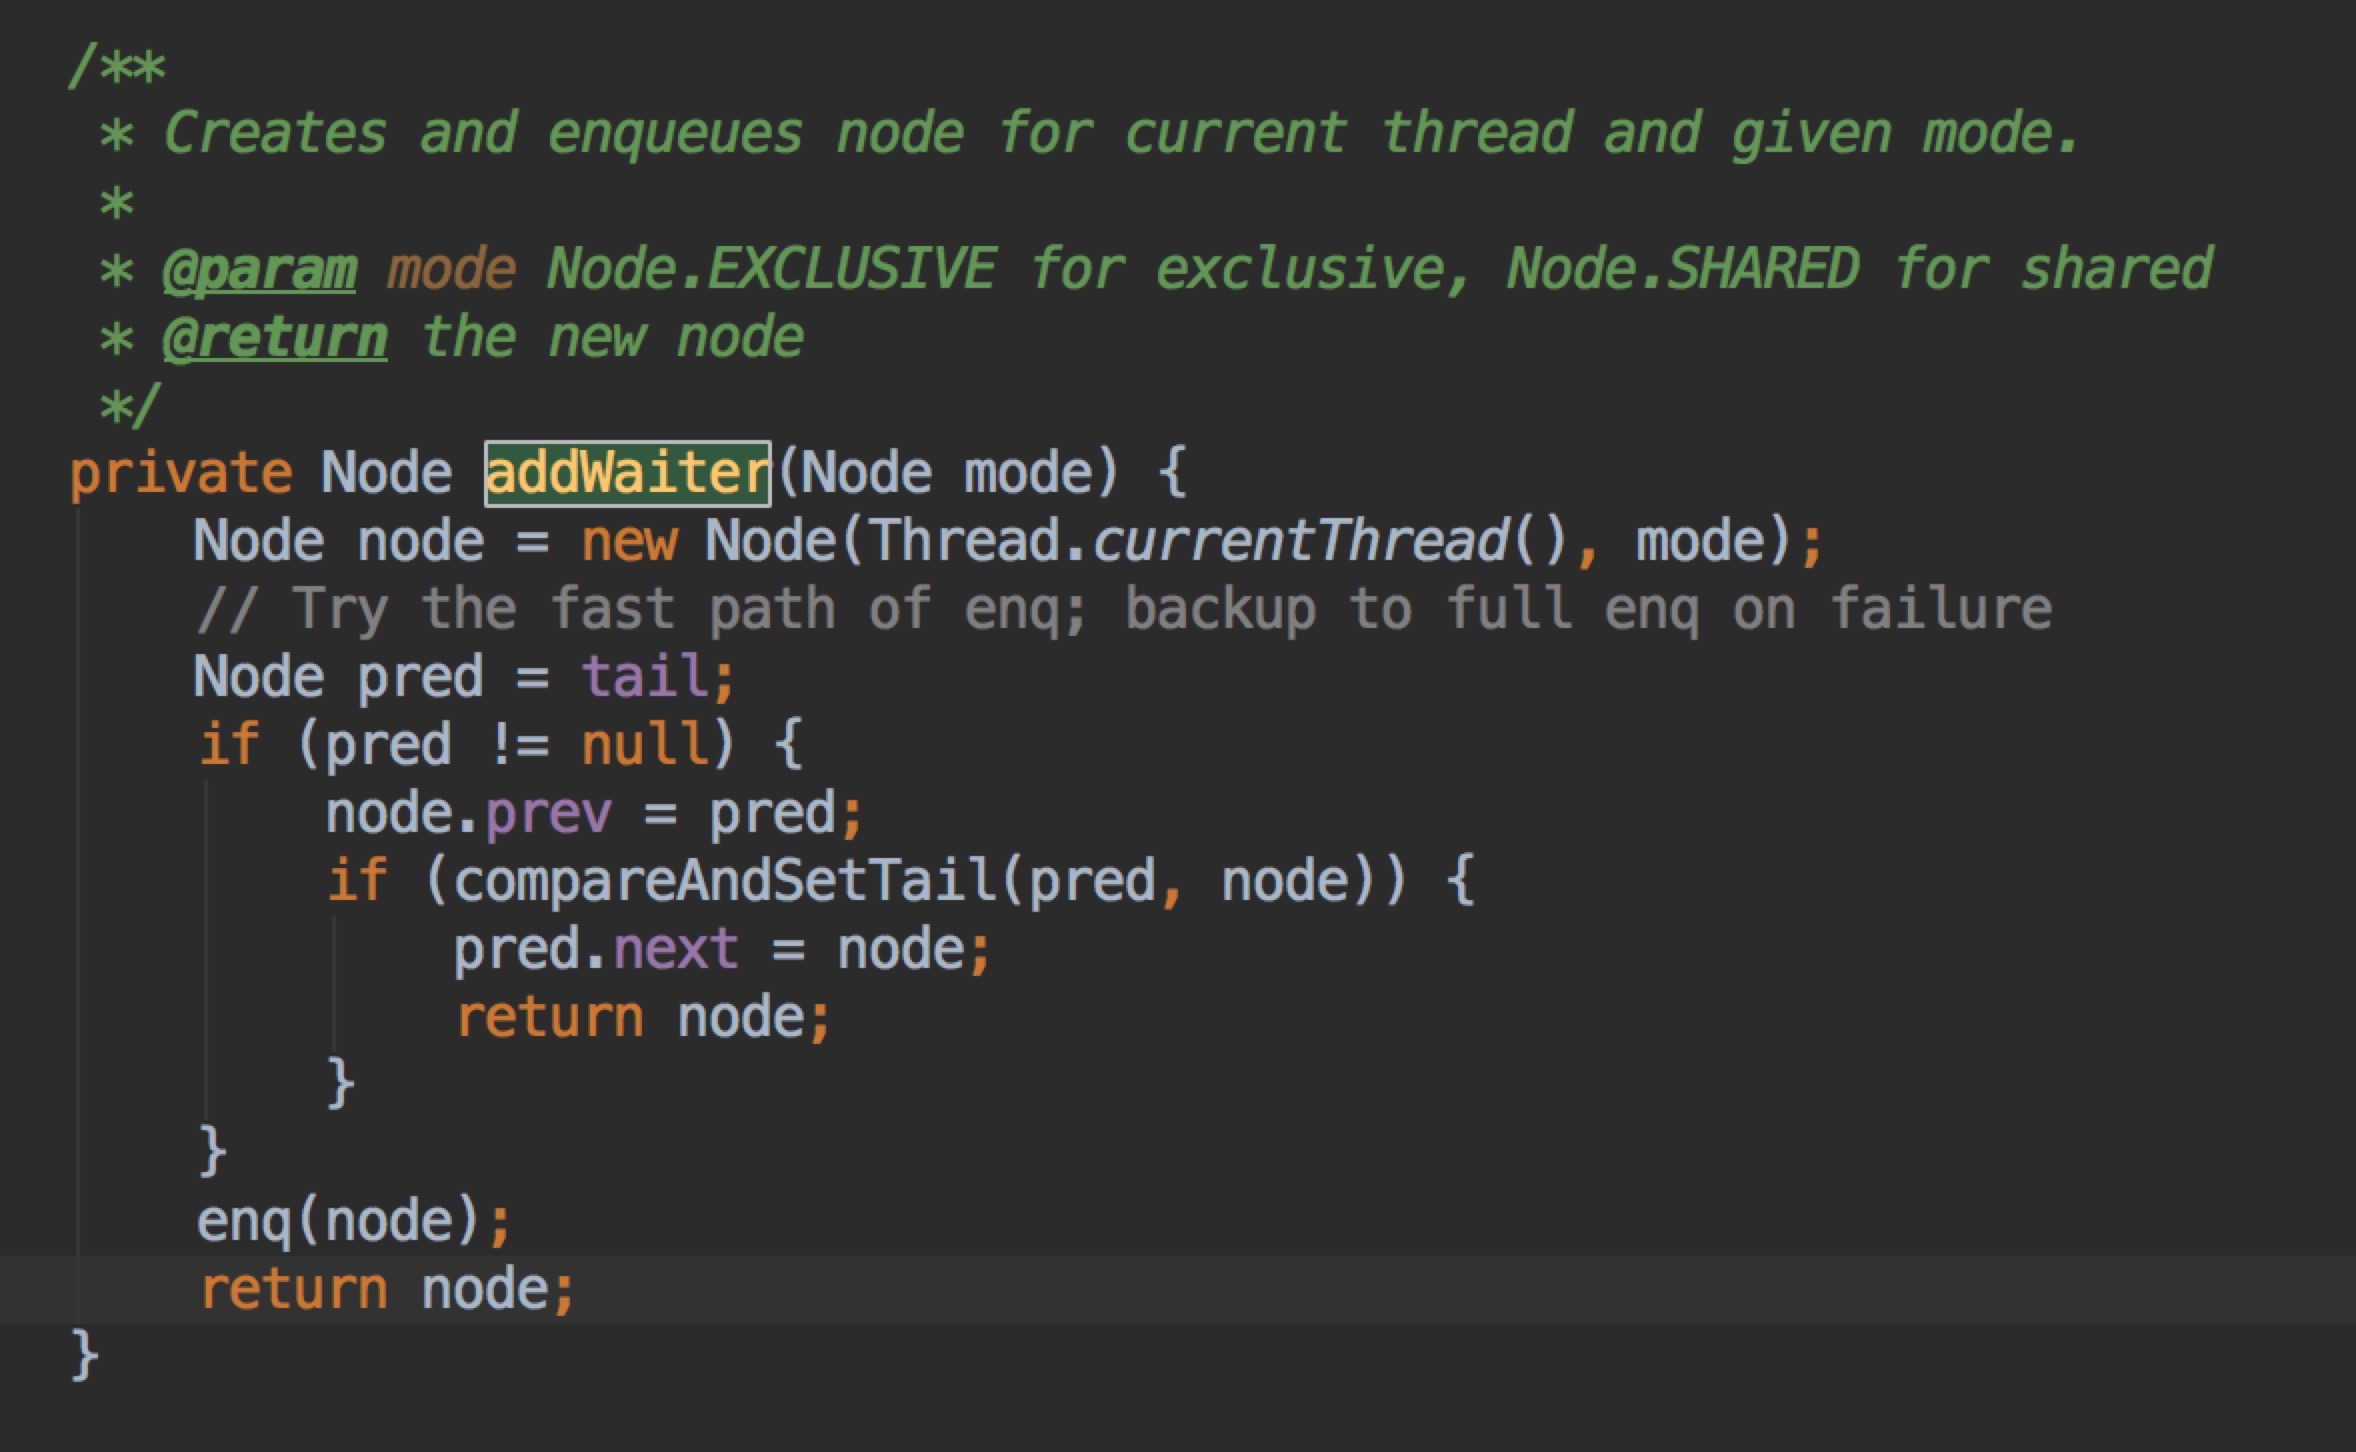 /**
 * Creates and enqueues node for current thread and given mode.
 *
 * @param mode Node.EXCLUSIVE for exclusive, Node.SHARED for shared
 * @return the new node
 */
private Node addWaiter(Node mode) {
    Node node = new Node(Thread.currentThread(), mode);
    // Try the fast path of enq; backup to full enq on failure
    Node pred = tail;
    if (pred != null) {
        node.prev = pred;
        if (compareAndSetTail(pred, node)) {
            pred.next = node;
            return node;
        }
    }
    enq(node);
    return node;
}